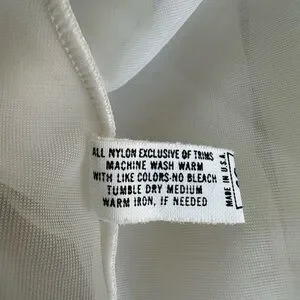 ALL NYLON EXCLUSIVE OF TRIMS
MACHINE WASH WARM
WITH LIKE COLORS-NO BLEACH
TUMBLE DRY MEDIUM
WARM IRON, IF NEEDED
MADE IN U.S.A.